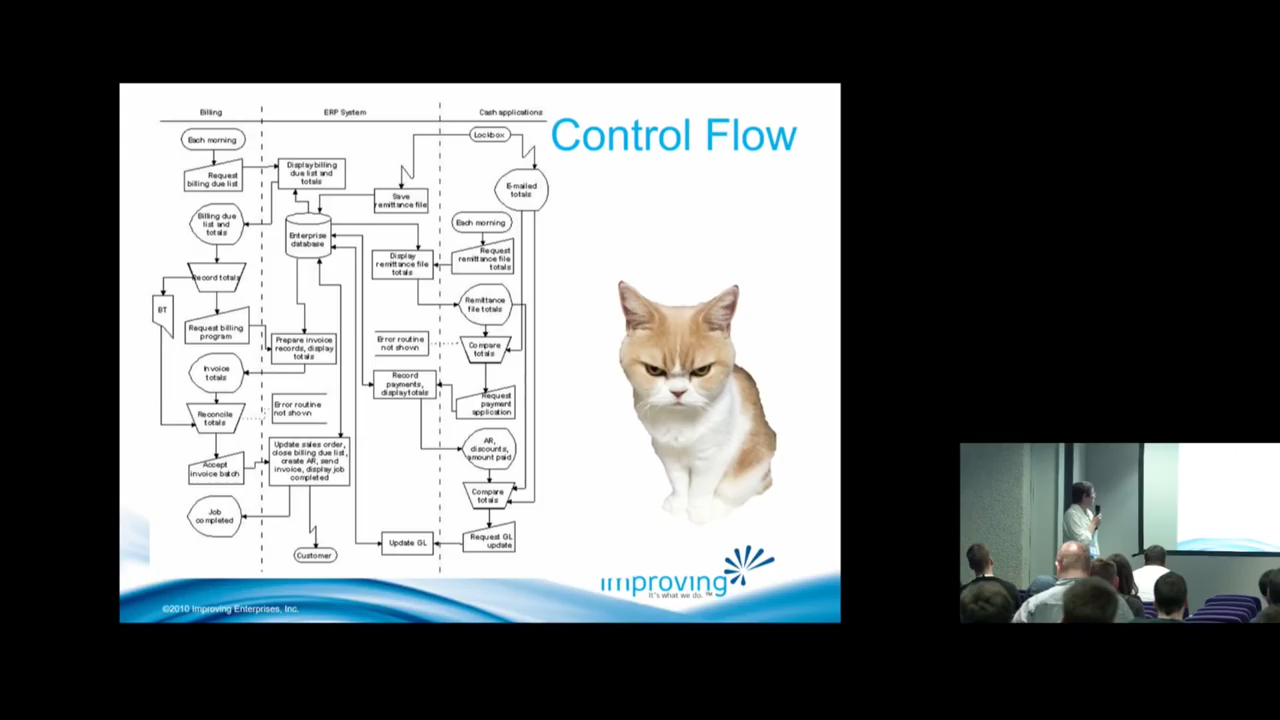 Billing
ERP System
Cash applications
Control Flow
Each morning
Request
billing due list
Billing due
list and
totals
Record totals
BT
Request billing
program
Invoice
totals
Reconcile
totals
Accept
invoice batch
Job
completed
Display billing
due list and
totals
Enterprise
database
Prepare invoice
records, display
totals
Error routine
not shown
Update sales order,
close billing due list,
create AR, send
invoice, display job
completed
Customer
Save
remittance file
Display
remittance file
totals
Error routine
not shown
Record
payments,
display totals
Update GL
Lockbox
E-mailed
totals
Each morning
Request
remittance file
totals
Remittance
file totals
Compare
totals
Request
payment
application
AR,
discounts,
amount paid
Compare
totals
Request GL
update
improving
It's what we do. ™
©2010 Improving Enterprises, Inc.